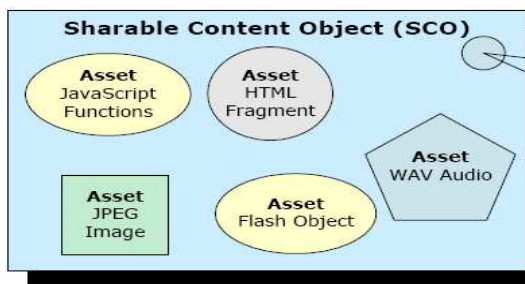 Sharable Content Object (SCO)
Asset
JavaScript
Functions
Asset
HTML
Fragment
Asset
WAV Audio
Asset
JPEG
Image
Asset
Flash Object